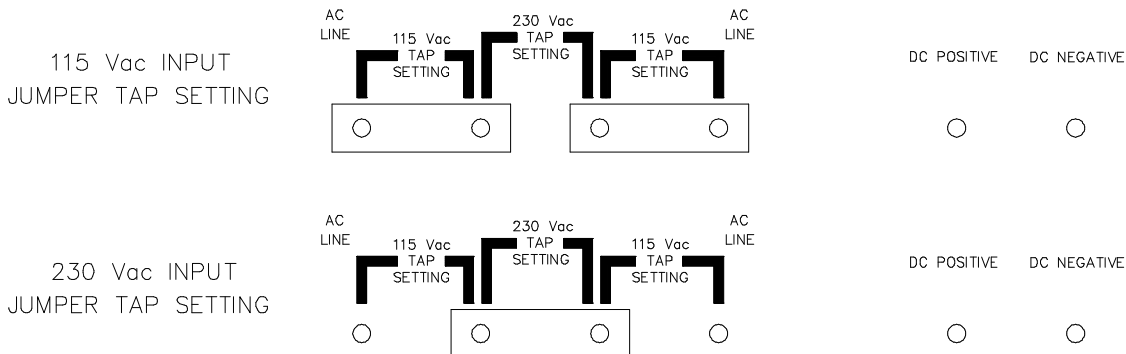 115 Vac INPUT
JUMPER TAP SETTING
AC
LINE
115 Vac
TAP
SETTING
230 Vac
TAP
SETTING
115 Vac
TAP
SETTING
AC
LINE
DC POSITIVE
DC NEGATIVE
230 Vac INPUT
JUMPER TAP SETTING
AC
LINE
115 Vac
TAP
SETTING
230 Vac
TAP
SETTING
115 Vac
TAP
SETTING
AC
LINE
DC POSITIVE
DC NEGATIVE